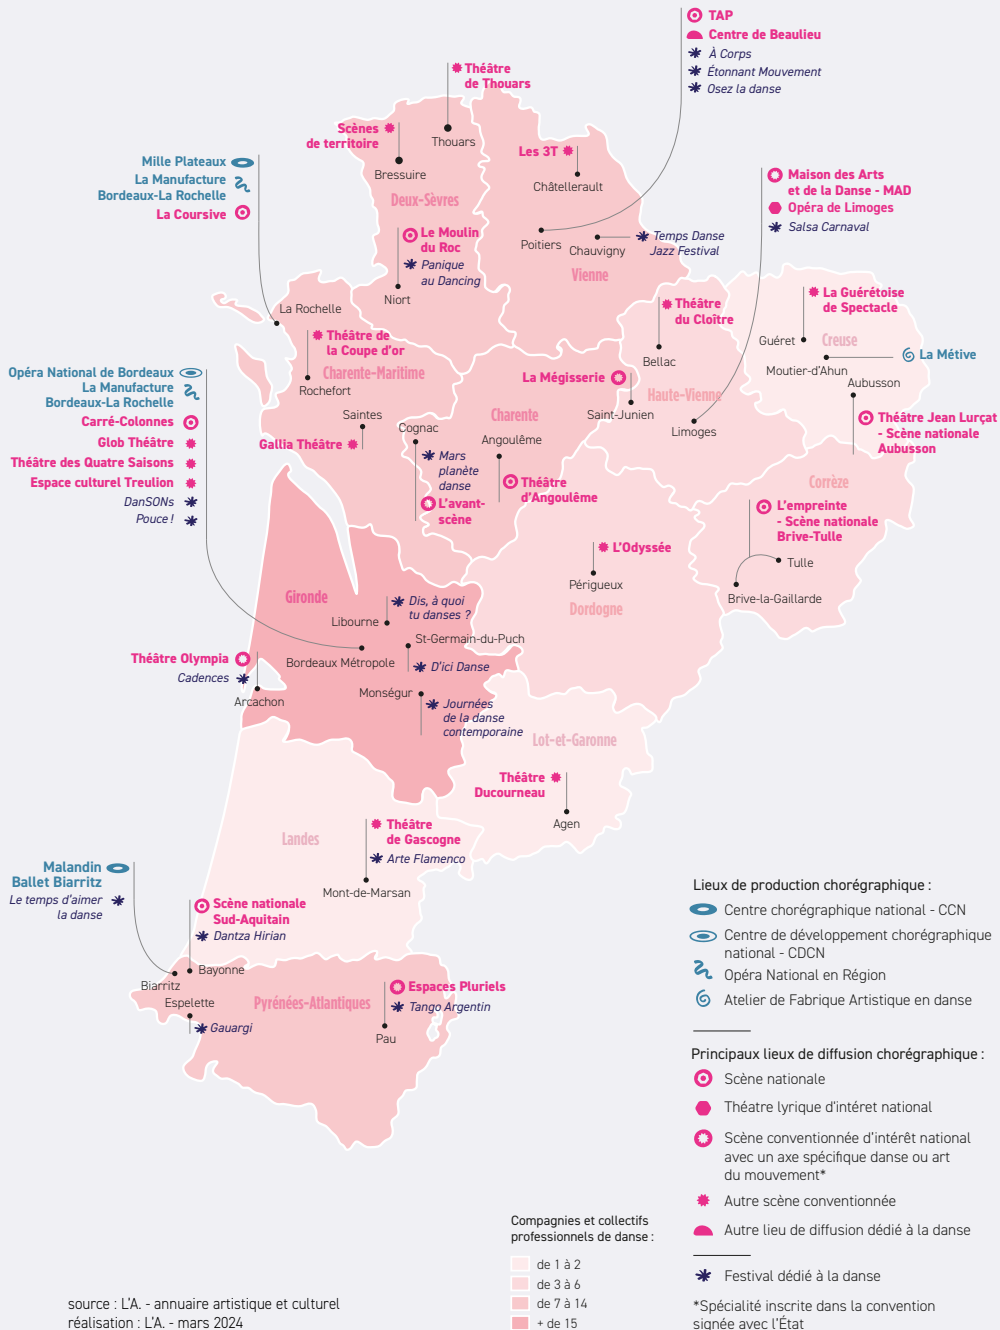 TAP
Centre de Beaulieu
À Corps
Étonnant Mouvement
Osez la danse
Théâtre
de Thouars
Thouars
Scènes
de territoire
Bressuire
Les 3T
Châtellerault
Mille Plateaux
La Manufacture
Bordeaux-La Rochelle
La Coursive
Maison des Arts
et de la Danse - MAD
Opéra de Limoges
Salsa Carnaval
Deux-Sèvres
Le Moulin
du Roc
Panique
au Dancing
Niort
Poitiers
Chauvigny
Temps Danse
Jazz Festival
Vienne
La Rochelle
Théâtre de
la Coupe d'or
Charente-Maritime
Rochefort
Théâtre
du Cloître
Bellac
La Guérétoise
de Spectacle
Guéret
Creuse
La Métive
Moutier-d'Ahun
Aubusson
Opéra National de Bordeaux
La Manufacture
Bordeaux-La Rochelle
Carré-Colonnes
Glob Théâtre
Théâtre des Quatre Saisons
Espace culturel Treulion
DanSONs
Pouce !
La Mégisserie
Haute-Vienne
Saint-Junien
Limoges
Saintes
Gallia Théâtre
Cognac
Charente
Angoulême
Mars
planète
danse
L'avant-
scène
Théâtre
d'Angoulême
Théâtre Jean Lurçat
- Scène nationale
Aubusson
Corrèze
L'empreinte
- Scène nationale
Brive-Tulle
Tulle
Brive-la-Gaillarde
L'Odyssée
Périgueux
Dordogne
Gironde
Dis, à quoi
tu danses ?
Libourne
St-Germain-du-Puch
Bordeaux Métropole
D'ici Danse
Théâtre Olympia
Cadences
Arcachon
Monségur
Journées
de la danse
contemporaine
Lot-et-Garonne
Théâtre
Ducourneau
Agen
Landes
Théâtre
de Gascogne
Arte Flamenco
Mont-de-Marsan
Malandin
Ballet Biarritz
Le temps d'aimer
la danse
Scène nationale
Sud-Aquitain
Dantza Hirian
Bayonne
Biarritz
Espelette
Gauargi
Pyrénées-Atlantiques
Espaces Pluriels
Tango Argentin
Pau
Lieux de production chorégraphique :
Centre chorégraphique national - CCN
Centre de développement chorégraphique
national - CDCN
Opéra National en Région
Atelier de Fabrique Artistique en danse
Principaux lieux de diffusion chorégraphique :
Scène nationale
Théatre lyrique d'intéret national
Scène conventionnée d'intérêt national
avec un axe spécifique danse ou art
du mouvement*
Autre scène conventionnée
Autre lieu de diffusion dédié à la danse
Festival dédié à la danse
*Spécialité inscrite dans la convention
signée avec l'État
Compagnies et collectifs
professionnels de danse :
de 1 à 2
de 3 à 6
de 7 à 14
+ de 15
source : L'A. - annuaire artistique et culturel
réalisation : L'A. - mars 2024